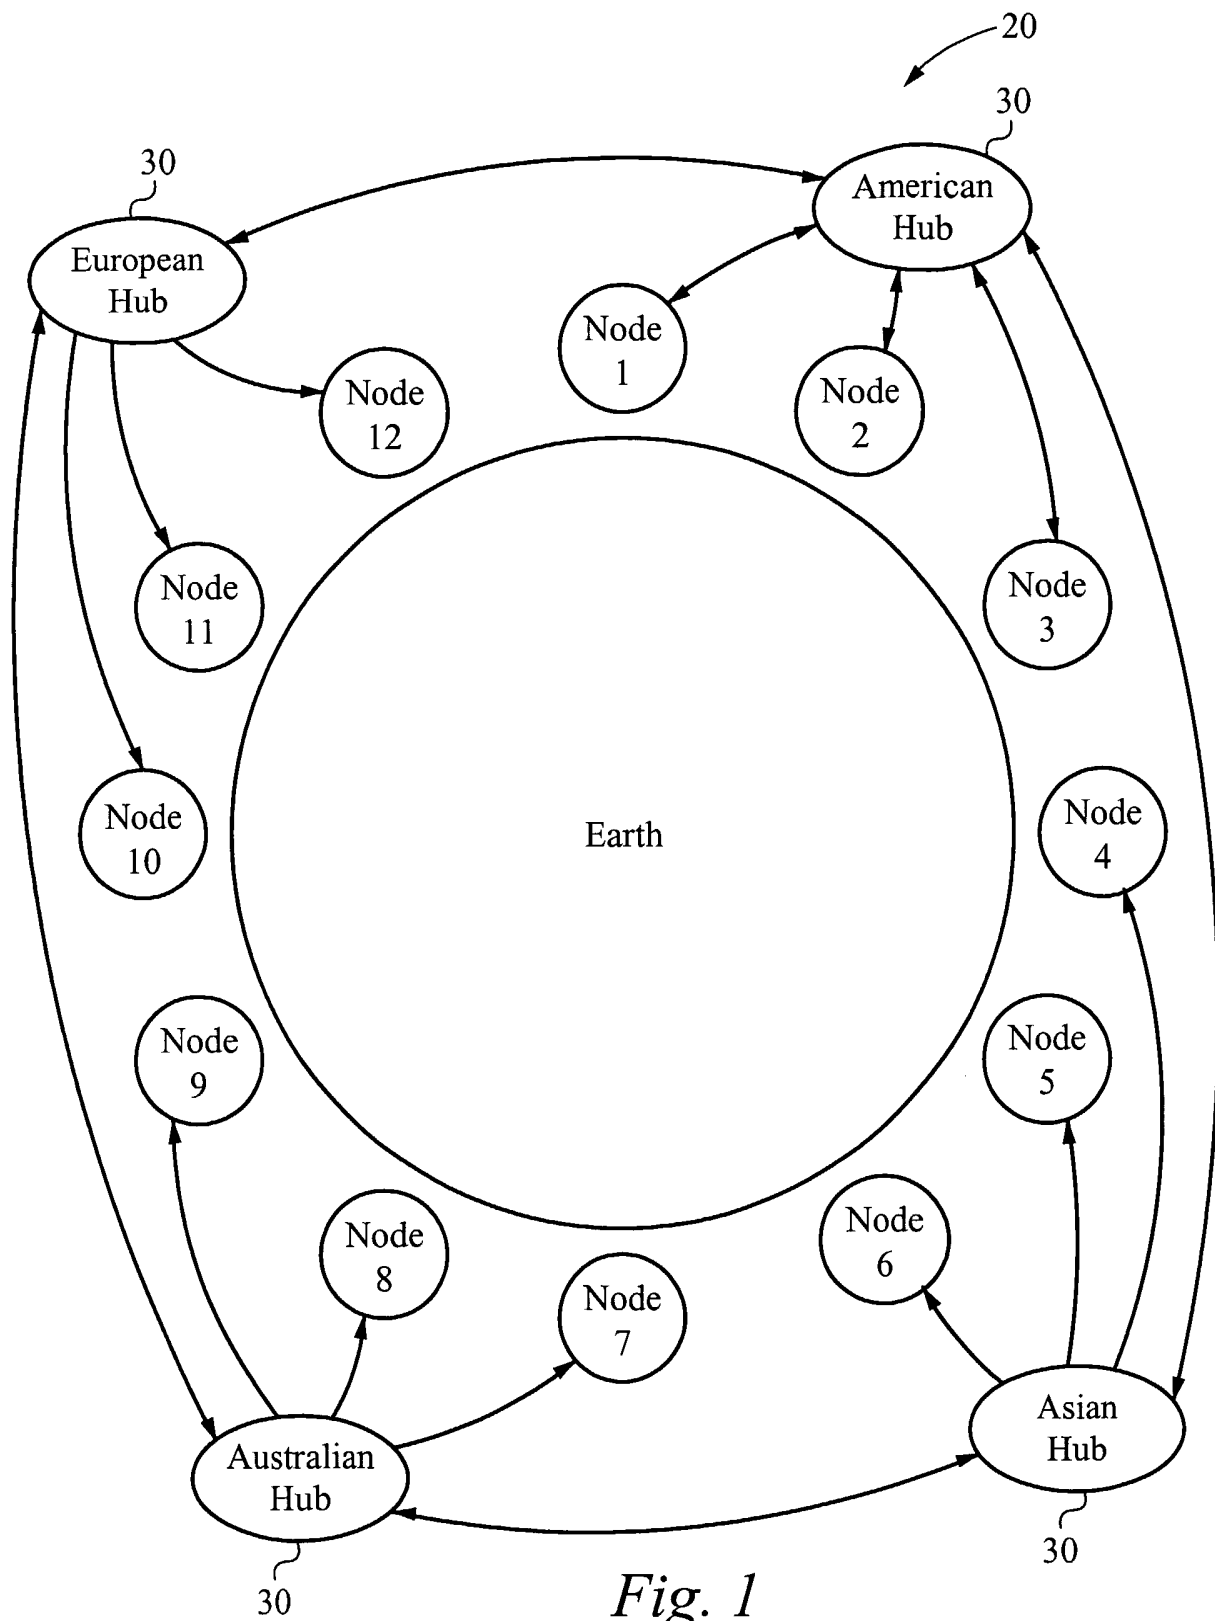 20
30
American
Hub
30
European
Hub
Node
1
Node
2
Node
12
Node
3
Node
11
Node
4
Node
10
Earth
Node
5
Node
9
Node
6
Node
8
Node
7
Asian
Hub
30
Australian
Hub
30
Fig. 1